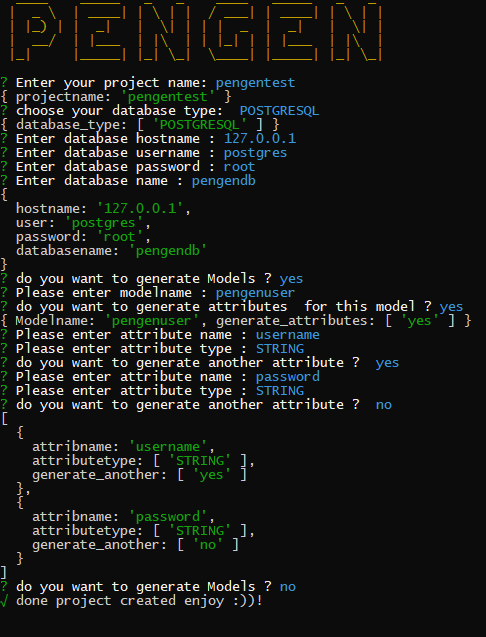 PENGEN
? Enter your project name: pengentest
{ projectname: 'pengentest' }
? choose your database type:  POSTGRESQL
{ database_type: [ 'POSTGRESQL' ] }
? Enter database hostname : 127.0.0.1
? Enter database username : postgres
? Enter database password : root
? Enter database name : pengendb
{
  hostname: '127.0.0.1',
  user: 'postgres',
  password: 'root',
  databasename: 'pengendb'
}
? do you want to generate Models ? yes
? Please enter modelname : pengenuser
? do you want to generate attributes  for this model ? yes
{ Modelname: 'pengenuser', generate_attributes: [ 'yes' ] }
? Please enter attribute name : username
? Please enter attribute type : STRING
? do you want to generate another attribute ?  yes
? Please enter attribute name : password
? Please enter attribute type : STRING
? do you want to generate another attribute ?  no
[
  {
    attribname: 'username',
    attributetype: [ 'STRING' ],
    generate_another: [ 'yes' ]
  },
  {
    attribname: 'password',
    attributetype: [ 'STRING' ],
    generate_another: [ 'no' ]
  }
]
? do you want to generate Models ? no
√ done project created enjoy :))!